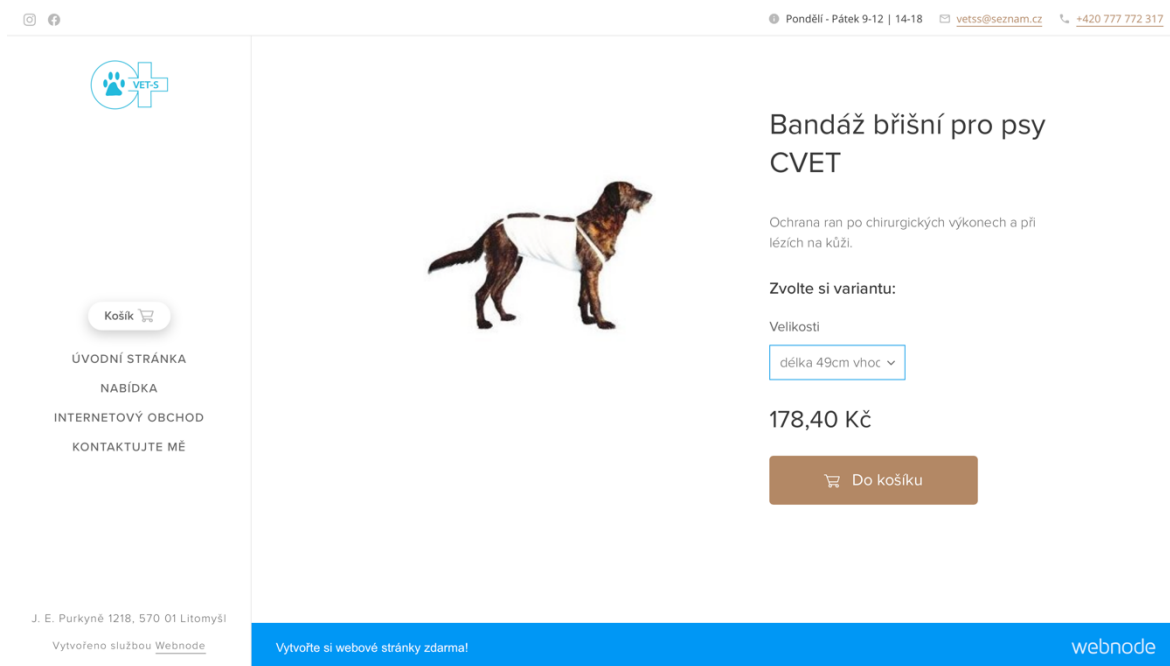 Pondělí - Pátek 9-12 | 14-18
vetss@seznam.cz
+420 777 772 317
VET-S
Košík
ÚVODNÍ STRÁNKA
NABÍDKA
INTERNETOVÝ OBCHOD
KONTAKTUJTE MĚ
J. E. Purkyně 1218, 570 01 Litomyšl
Vytvořeno službou Webnode
Bandáž břišní pro psy
CVET
Ochrana ran po chirurgických výkonech a při
lézích na kůži.
Zvolte si variantu:
Velikosti
délka 49cm vhoc
178,40 Kč
Do košíku
Vytvořte si webové stránky zdarma!
webnode